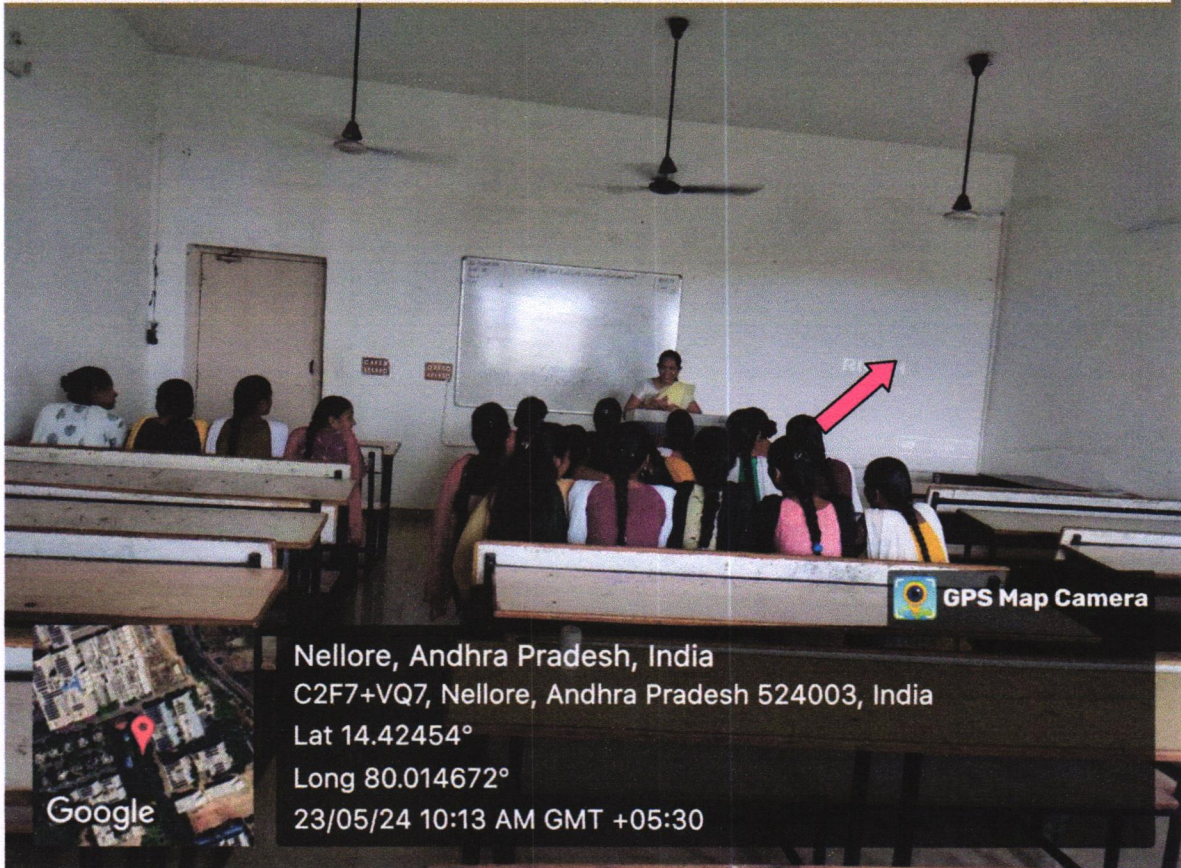 GPS Map Camera
Nellore, Andhra Pradesh, India
C2F7+VQ7, Nellore, Andhra Pradesh 524003, India
Lat 14.42454°
Long 80.014672°
23/05/24 10:13 AM GMT +05:30
Google